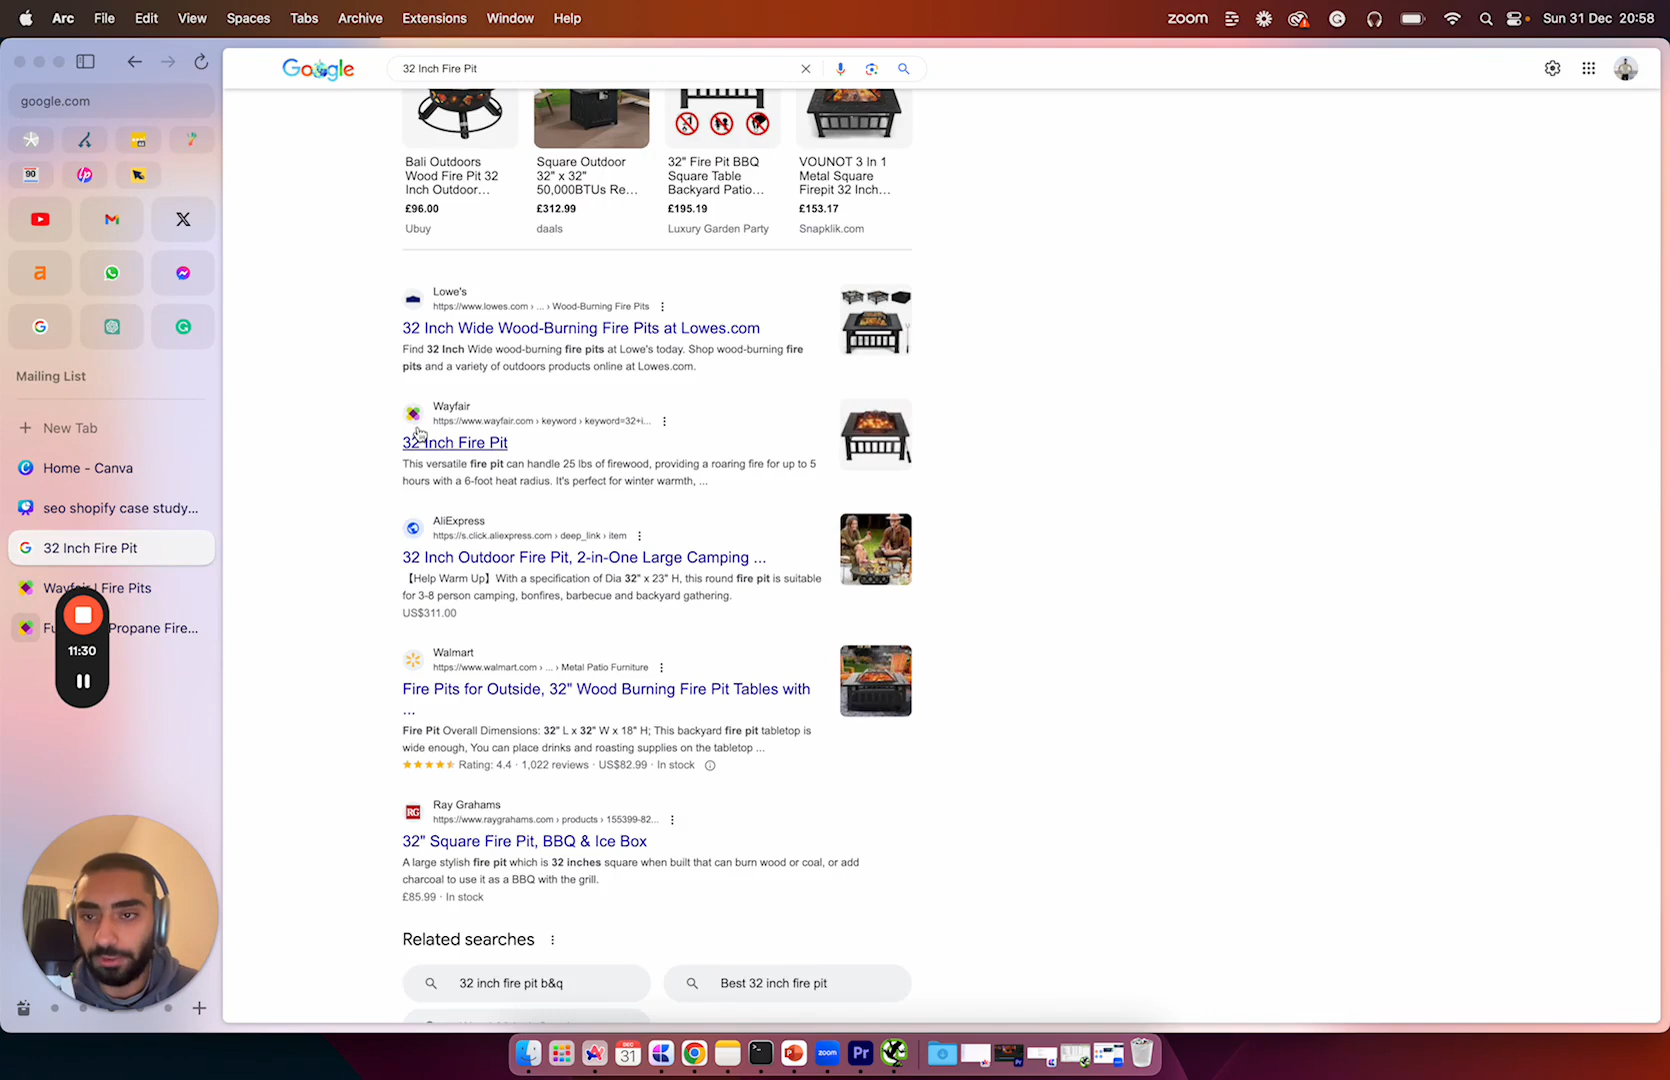 Arc File Edit View Spaces Tabs Archive Extensions Window Help
zoom Sun 31 Dec 20:58
google.com
90
Mailing List
New Tab
Home - Canva
seo shopify case study...
32 Inch Fire Pit
Fire Pits
Propane Fire...
11:30
Google
32 Inch Fire Pit
Bali Outdoors
Wood Fire Pit 32
Inch Outdoor...
£96.00
Ubuy
Square Outdoor
32" x 32"
50,000BTUs Re...
£312.99
daals
32" Fire Pit BBQ
Square Table
Backyard Patio...
£195.19
Luxury Garden Party
VOUNOT 3 In 1
Metal Square
Firepit 32 Inch...
£153.17
Snapklik.com
Lowe's
https://www.lowes.com › ... › Wood-Burning Fire Pits
32 Inch Wide Wood-Burning Fire Pits at Lowes.com
Find 32 Inch Wide wood-burning fire pits at Lowe's today. Shop wood-burning fire
pits and a variety of outdoors products online at Lowes.com.
Wayfair
https://www.wayfair.com › keyword › keyword=32+i...
32 Inch Fire Pit
This versatile fire pit can handle 25 lbs of firewood, providing a roaring fire for up to 5
hours with a 6-foot heat radius. It's perfect for winter warmth, ...
AliExpress
https://s.click.aliexpress.com › deep_link › item
32 Inch Outdoor Fire Pit, 2-in-One Large Camping ...
【Help Warm Up】With a specification of Dia 32" x 23" H, this round fire pit is suitable
for 3-8 person camping, bonfires, barbecue and backyard gathering.
US$311.00
Walmart
https://www.walmart.com › ... › Metal Patio Furniture
Fire Pits for Outside, 32" Wood Burning Fire Pit Tables with
...
Fire Pit Overall Dimensions: 32" L x 32" W x 18" H; This backyard fire pit tabletop is
wide enough, You can place drinks and roasting supplies on the tabletop ...
Rating: 4.4 · 1,022 reviews · US$82.99 · In stock
RG
Ray Grahams
https://www.raygrahams.com › products › 155399-82...
32" Square Fire Pit, BBQ & Ice Box
A large stylish fire pit which is 32 inches square when built that can burn wood or coal, or add
charcoal to use it as a BBQ with the grill.
£85.99 · In stock
Related searches
32 inch fire pit b&q
Best 32 inch fire pit
DEC
31
zoom
Pr